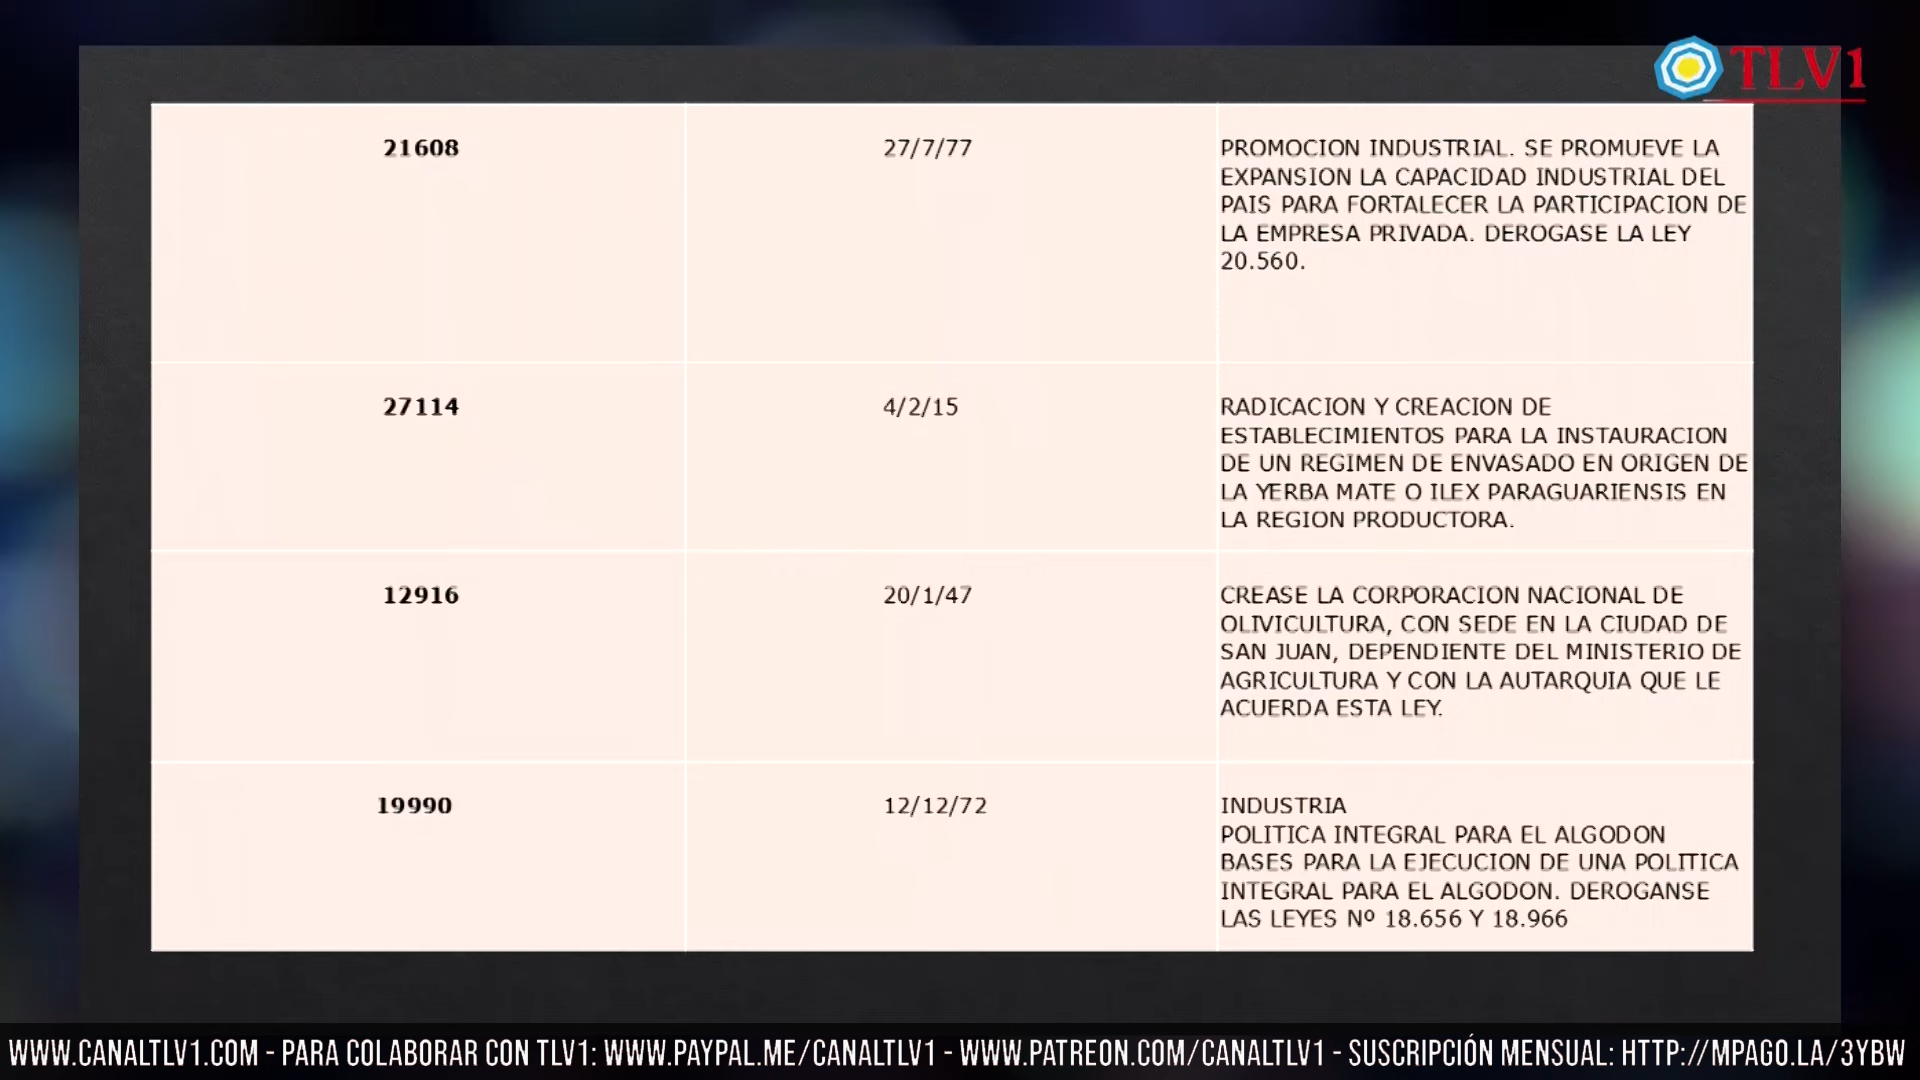 TLV1
21608
27/7/77
PROMOCION INDUSTRIAL. SE PROMUEVE LA
EXPANSION LA CAPACIDAD INDUSTRIAL DEL
PAIS PARA FORTALECER LA PARTICIPACION DE
LA EMPRESA PRIVADA. DEROGASE LA LEY
20.560.
27114
4/2/15
RADICACION Y CREACION DE
ESTABLECIMIENTOS PARA LA INSTAURACION
DE UN REGIMEN DE ENVASADO EN ORIGEN DE
LA YERBA MATE O ILEX PARAGUARIENSIS EN
LA REGION PRODUCTORA.
12916
20/1/47
CREASE LA CORPORACION NACIONAL DE
OLIVICULTURA, CON SEDE EN LA CIUDAD DE
SAN JUAN, DEPENDIENTE DEL MINISTERIO DE
AGRICULTURA Y CON LA AUTARQUIA QUE LE
ACUERDA ESTA LEY.
19990
12/12/72
INDUSTRIA
POLITICA INTEGRAL PARA EL ALGODON
BASES PARA LA EJECUCION DE UNA POLITICA
INTEGRAL PARA EL ALGODON. DEROGANSE
LAS LEYES Nº 18.656 Y 18.966
WWW.CANALTLV1.COM - PARA COLABORAR CON TLV1: WWW.PAYPAL.ME/CANALTLV1 - WWW.PATREON.COM/CANALTLV1 - SUSCRIPCIÓN MENSUAL: HTTP://MPAGO.LA/3YBW